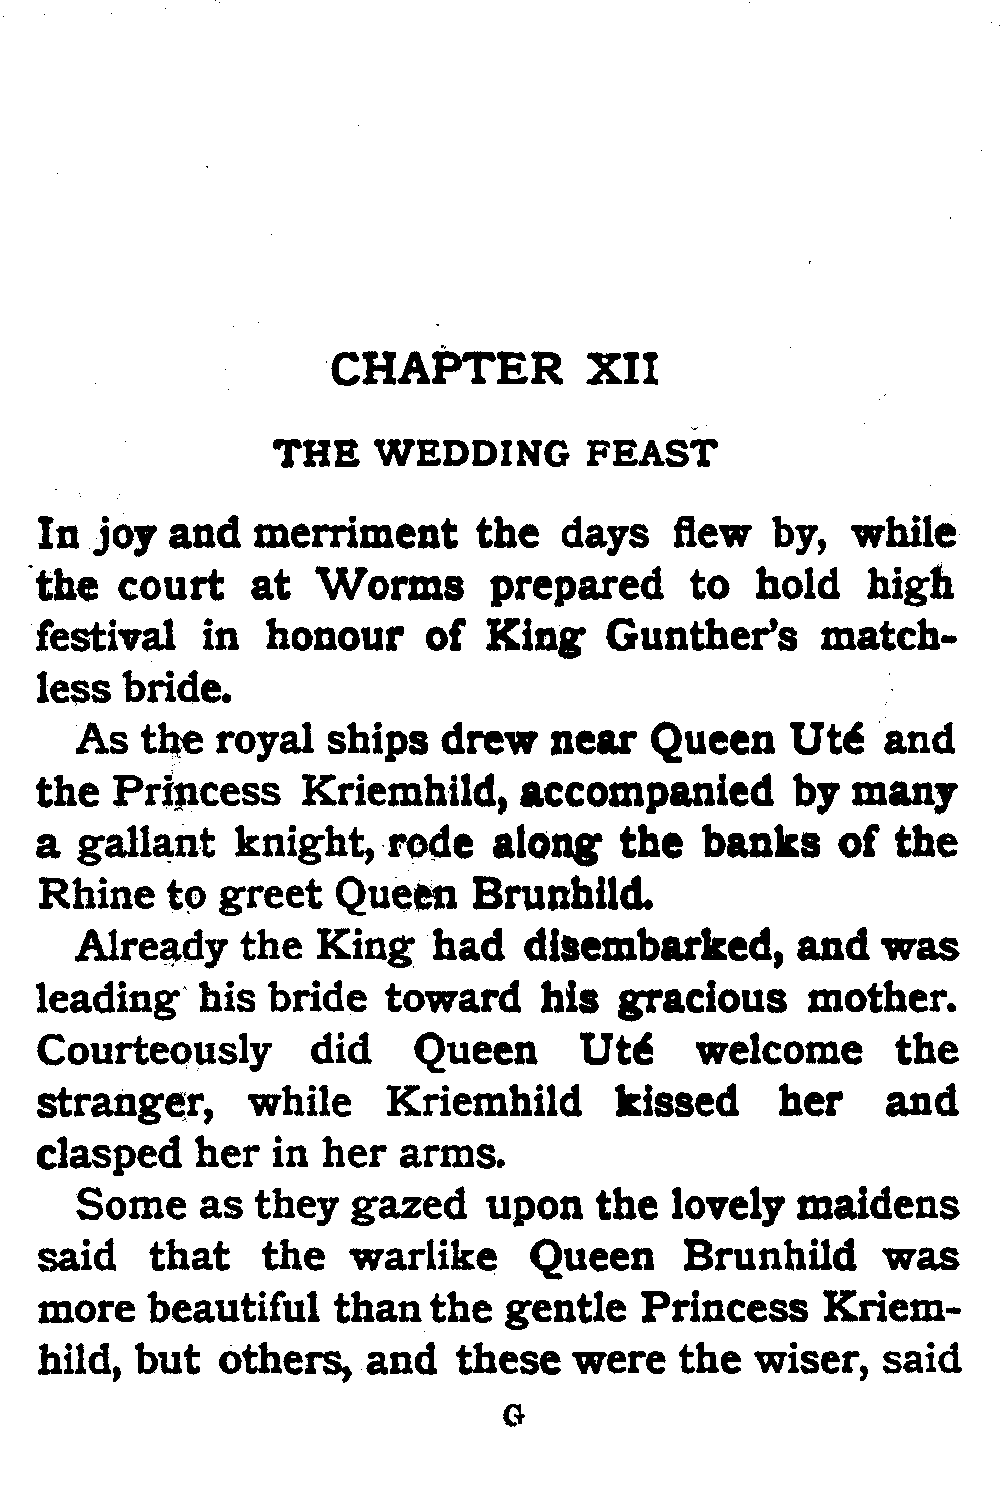 CHAPTER XII
THE WEDDING FEAST
In joy and merriment the days flew by, while
the court at Worms prepared to hold high
festival in honour of King Gunther's match-
less bride.
As the royal ships drew near Queen Uté and
the Princess Kriemhild, accompanied by many
a gallant knight, rode along the banks of the
Rhine to greet Queen Brunhild.
Already the King had disembarked, and was
leading his bride toward his gracious mother.
Courteously did Queen Uté welcome the
stranger, while Kriemhild kissed her and
clasped her in her arms.
Some as they gazed upon the lovely maidens
said that the warlike Queen Brunhild was
more beautiful than the gentle Princess Kriem-
hild, but others, and these were the wiser, said
G